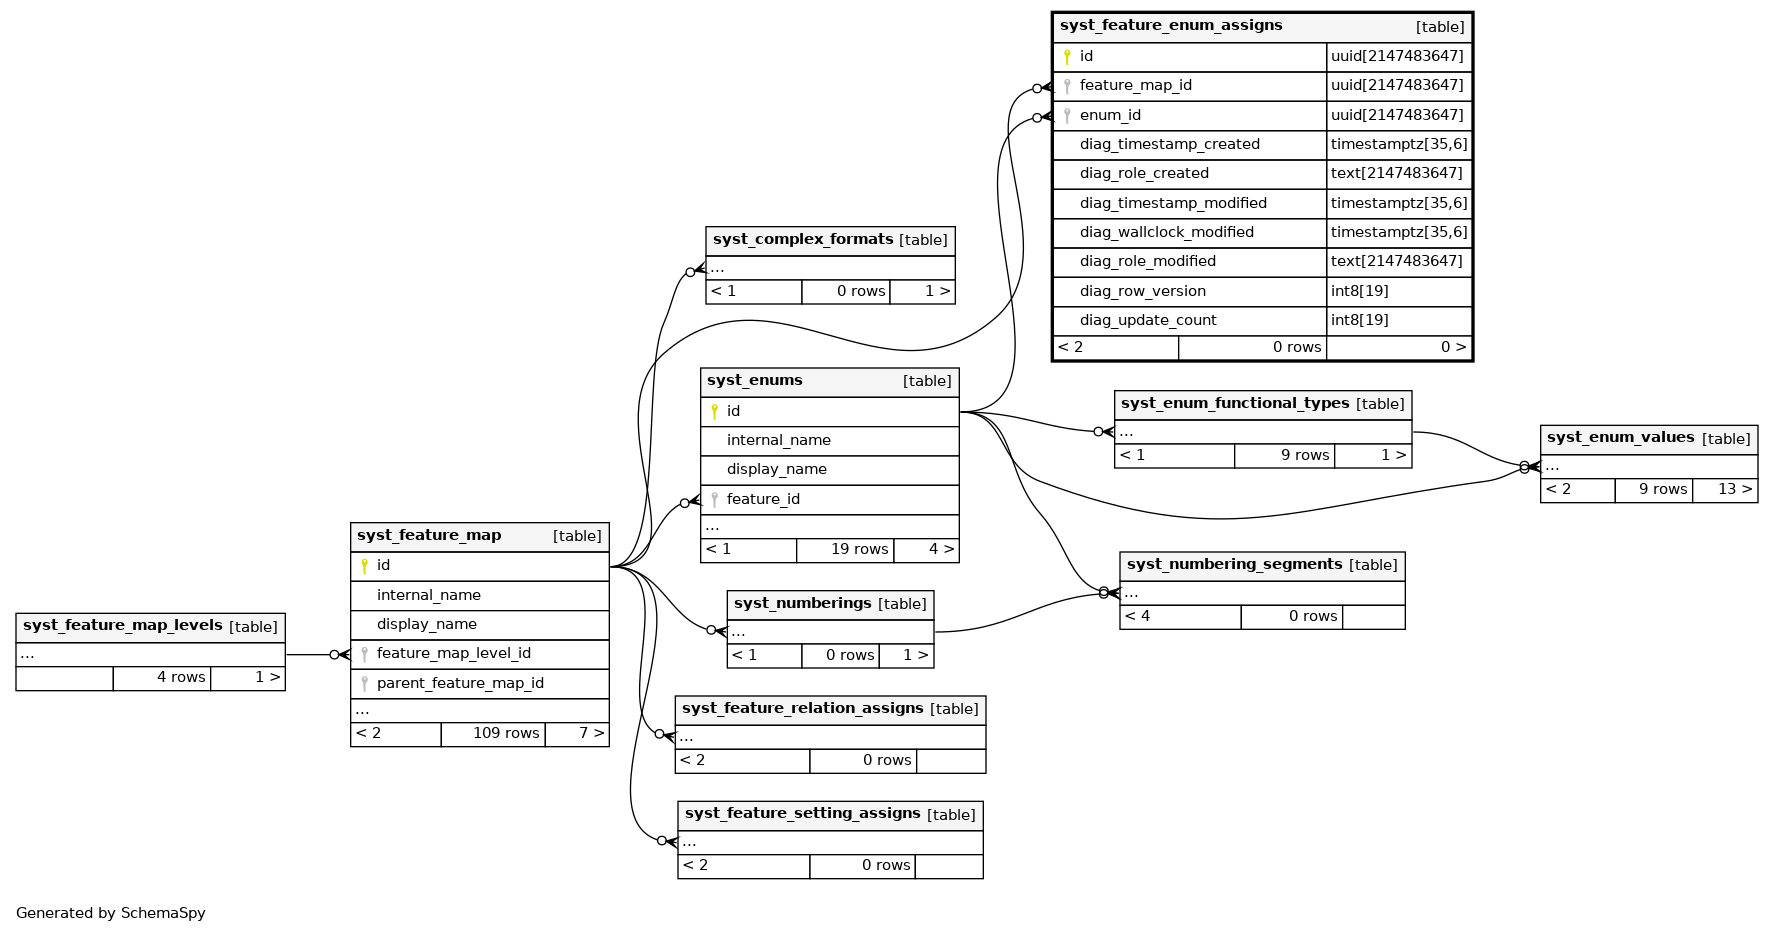 syst_feature_enum_assigns [table]
id uuid[2147483647]
feature_map_id uuid[2147483647]
enum_id uuid[2147483647]
diag_timestamp_created timestamptz[35,6]
diag_role_created text[2147483647]
diag_timestamp_modified timestamptz[35,6]
diag_wallclock_modified timestamptz[35,6]
diag_role_modified text[2147483647]
diag_row_version int8[19]
diag_update_count int8[19]
< 2 0 rows 0 >
syst_complex_formats [table]
...
< 1 0 rows 1 >
syst_enums [table]
id
internal_name
display_name
feature_id
...
< 1 19 rows 4 >
syst_enum_functional_types [table]
...
< 1 9 rows 1 >
syst_enum_values [table]
...
< 2 9 rows 13 >
syst_feature_map [table]
id
internal_name
display_name
feature_map_level_id
parent_feature_map_id
...
< 2 109 rows 7 >
syst_numbering_segments [table]
...
< 4 0 rows
syst_numberings [table]
...
< 1 0 rows 1 >
syst_feature_map_levels [table]
...
4 rows 1 >
syst_feature_relation_assigns [table]
...
< 2 0 rows
syst_feature_setting_assigns [table]
...
< 2 0 rows
Generated by SchemaSpy